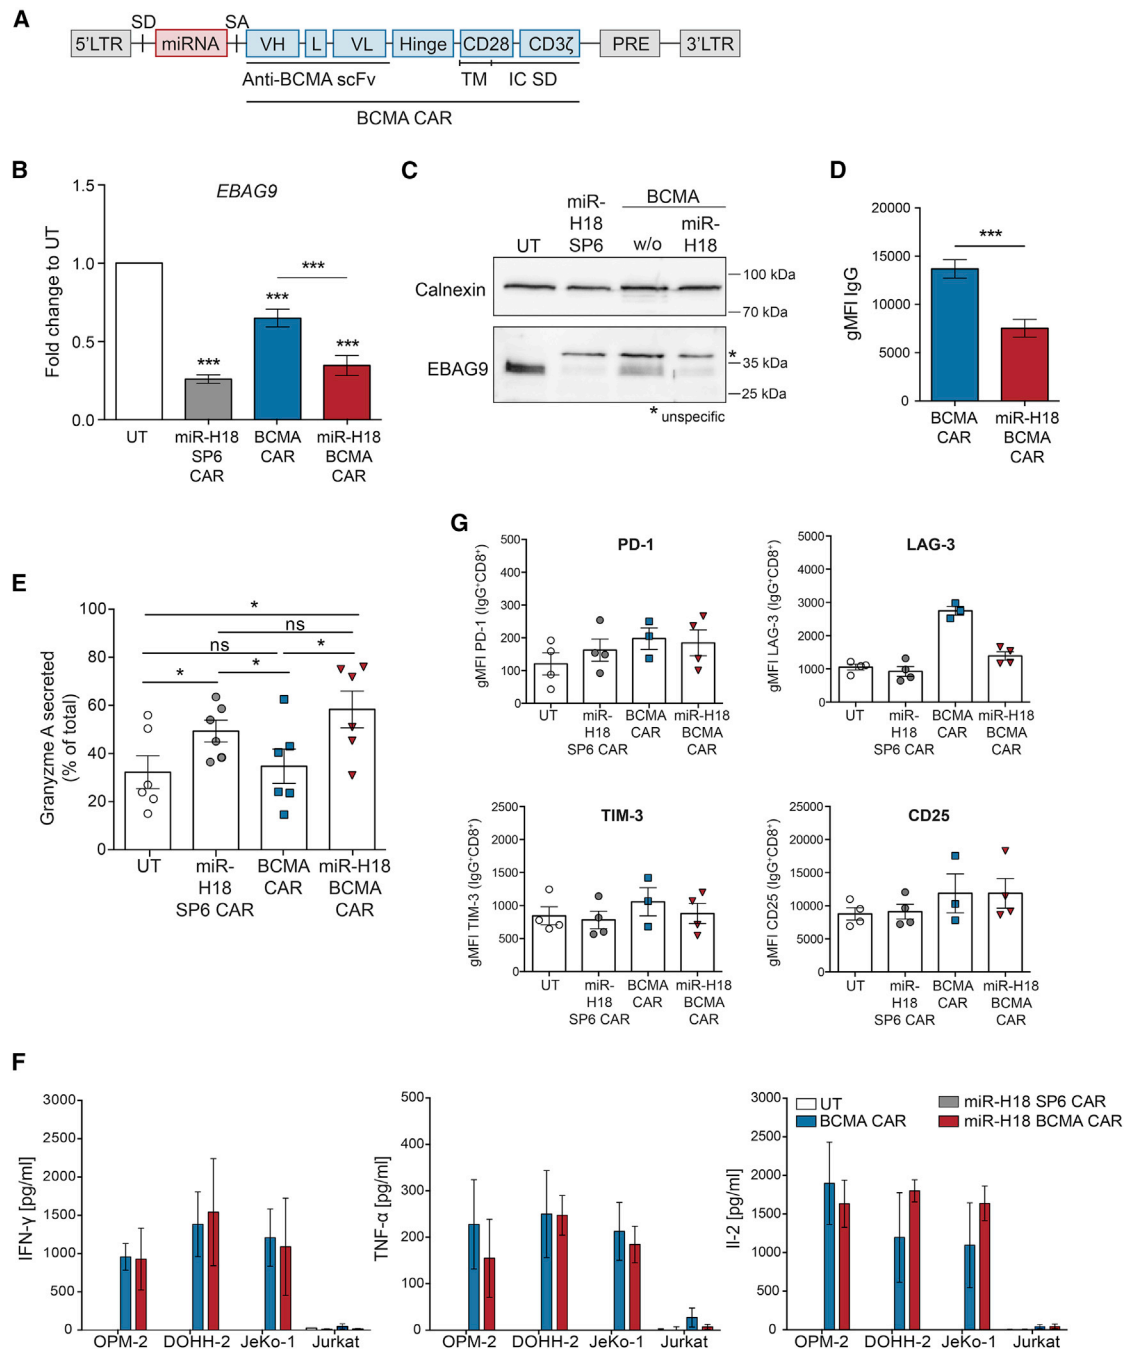 A
SD SA
5'LTR miRNA VH L VL Hinge CD28 CD3ζ PRE 3'LTR
Anti-BCMA scFv TM IC SD
BCMA CAR
B
EBAG9
Fold change to UT
1.5
1.0
0.5
0.0
***
***
***
***
UT
miR-H18 SP6 CAR
BCMA CAR
miR-H18 BCMA CAR
C
BCMA
UT
miR-H18 SP6
w/o
miR-H18
Calnexin
100 kDa
70 kDa
EBAG9
*
35 kDa
25 kDa
* unspecific
D
gMFI IgG
20000
15000
10000
5000
0
***
BCMA CAR
miR-H18 BCMA CAR
E
Granyzme A secreted
(% of total)
100
80
60
40
20
0
*
ns
ns
*
*
*
UT
miR-H18 SP6 CAR
BCMA CAR
miR-H18 BCMA CAR
G
PD-1
gMFI PD-1 (IgG⁺CD8⁺)
500
400
300
200
100
0
UT
miR-H18 SP6 CAR
BCMA CAR
miR-H18 BCMA CAR
LAG-3
gMFI LAG-3 (IgG⁺CD8⁺)
5000
4000
3000
2000
1000
0
UT
miR-H18 SP6 CAR
BCMA CAR
miR-H18 BCMA CAR
TIM-3
gMFI TIM-3 (IgG⁺CD8⁺)
2500
2000
1500
1000
500
0
UT
miR-H18 SP6 CAR
BCMA CAR
miR-H18 BCMA CAR
CD25
gMFI CD25 (IgG⁺CD8⁺)
25000
20000
15000
10000
5000
0
UT
miR-H18 SP6 CAR
BCMA CAR
miR-H18 BCMA CAR
F
IFN-γ [pg/ml]
3000
2500
2000
1500
1000
500
0
OPM-2 DOHH-2 JeKo-1 Jurkat
TNF-α [pg/ml]
500
400
300
200
100
0
OPM-2 DOHH-2 JeKo-1 Jurkat
Il-2 [pg/ml]
3000
2500
2000
1500
1000
500
0
OPM-2 DOHH-2 JeKo-1 Jurkat
UT
BCMA CAR
miR-H18 SP6 CAR
miR-H18 BCMA CAR